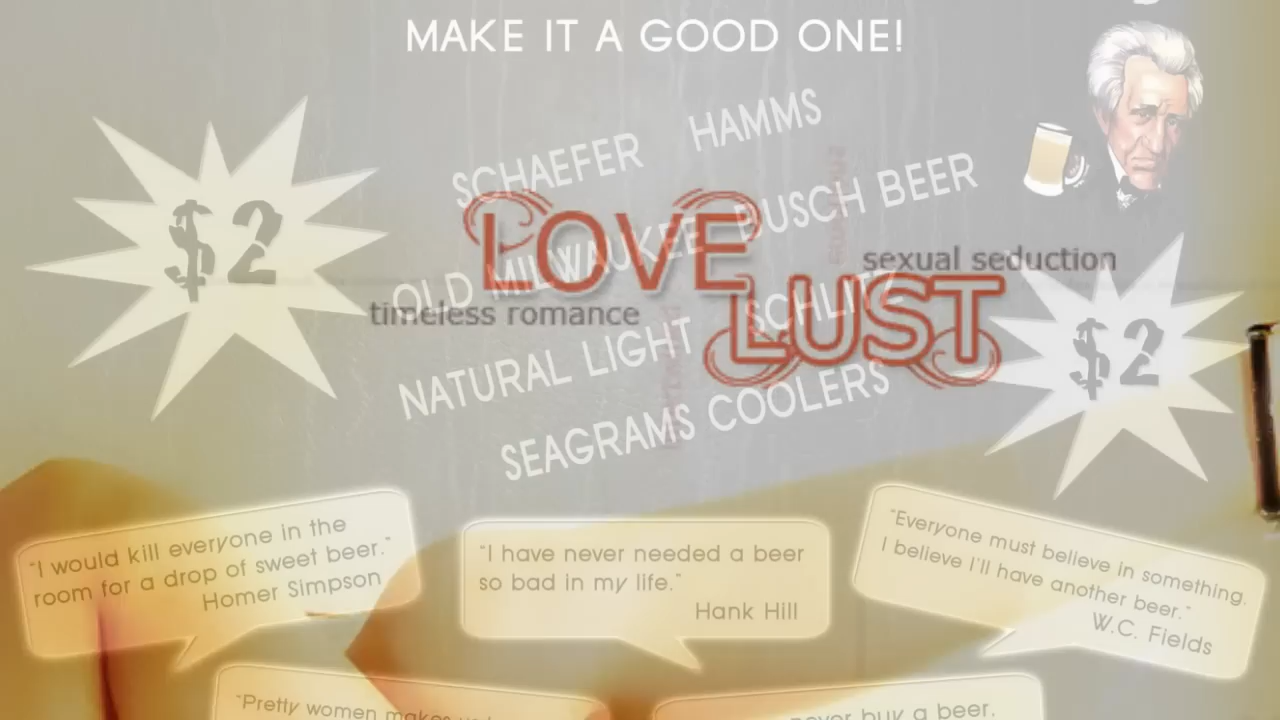 MAKE IT A GOOD ONE!
SCHAEFER HAMMS
OLD MILWAUKEE BUSCH BEER
NATURAL LIGHT SCHLITZ
SEAGRAMS COOLERS
$2
LOVE
timeless romance
sexual seduction
LUST
$2
"I would kill everyone in the
room for a drop of sweet beer."
Homer Simpson
"I have never needed a beer
so bad in my life."
Hank Hill
"Everyone must believe in something.
I believe I'll have another beer."
W.C. Fields
"Pretty women makes us
never buy a beer.